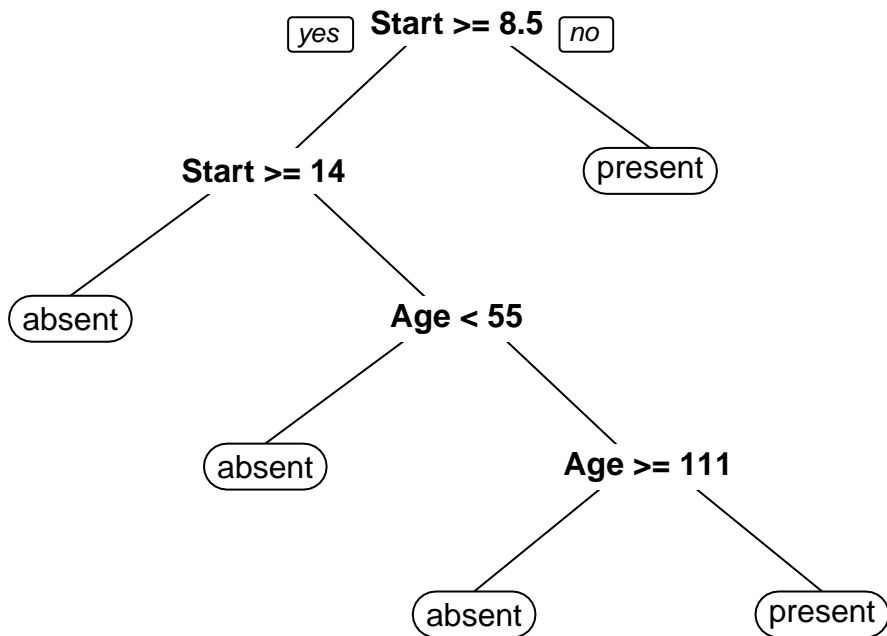 yes Start >= 8.5 no
Start >= 14
present
absent
Age < 55
absent
Age >= 111
absent
present